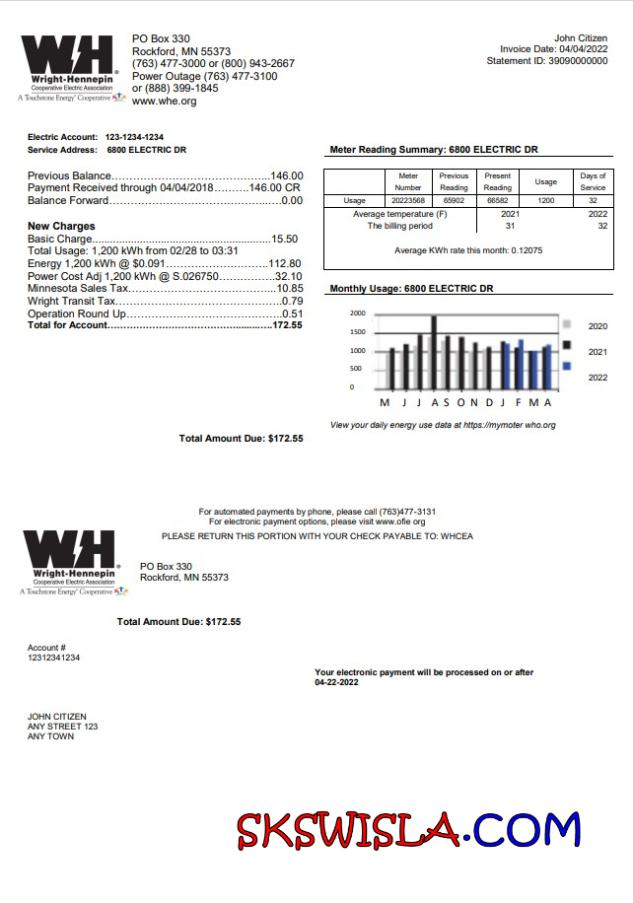 WH
Wright-Hennepin
Cooperative Electric Association
A Touchstone Energy® Cooperative
PO Box 330
Rockford, MN 55373
(763) 477-3000 or (800) 943-2667
Power Outage (763) 477-3100
or (888) 399-1845
www.whe.org
John Citizen
Invoice Date: 04/04/2022
Statement ID: 39090000000
Electric Account: 123-1234-1234
Service Address: 6800 ELECTRIC DR
Previous Balance.................................146.00
Payment Received through 04/04/2018..........146.00 CR
Balance Forward.................................0.00
New Charges
Basic Charge.................................15.50
Total Usage: 1,200 kWh from 02/28 to 03:31
Energy 1,200 kWh @ $0.091.................112.80
Power Cost Adj 1,200 kWh @ S.026750.............32.10
Minnesota Sales Tax.................................10.85
Wright Transit Tax.................................0.79
Operation Round Up.................................0.51
Total for Account.................................172.55
Total Amount Due: $172.55
Meter Reading Summary: 6800 ELECTRIC DR
Meter Number Previous Reading Present Reading Usage Days of Service
Usage 20223568 65902 66582 1200 32
Average temperature (F) 2021 2022
The billing period 31 32
Average KWh rate this month: 0.12075
Monthly Usage: 6800 ELECTRIC DR
2000
1500
1000
500
0
M J J A S O N D J F M A
2020
2021
2022
View your daily energy use data at https://mymoter who.org
For automated payments by phone, please call (763)477-3131
For electronic payment options, please visit www.ofie org
PLEASE RETURN THIS PORTION WITH YOUR CHECK PAYABLE TO: WHCEA
WH
Wright-Hennepin
Cooperative Electric Association
A Touchstone Energy® Cooperative
PO Box 330
Rockford, MN 55373
Total Amount Due: $172.55
Account #
12312341234
Your electronic payment will be processed on or after
04-22-2022
JOHN CITIZEN
ANY STREET 123
ANY TOWN
SKSWISLA.COM